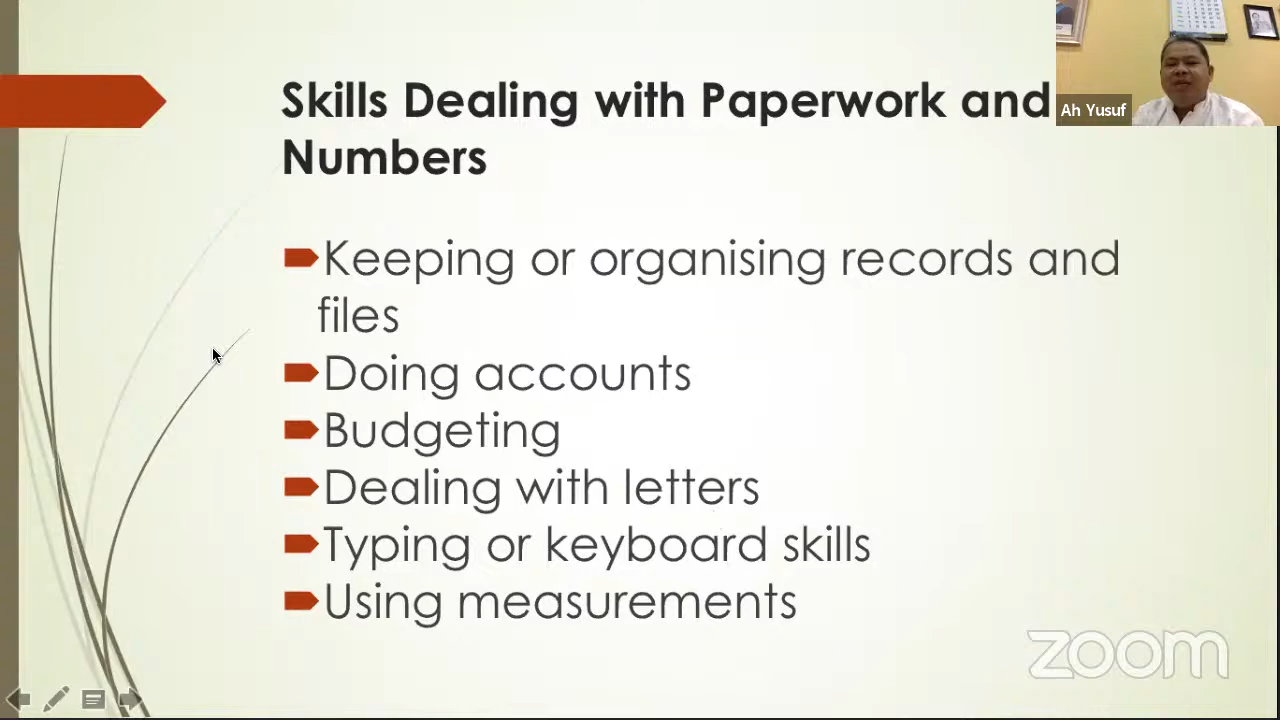 Skills Dealing with Paperwork and
Numbers
Ah Yusuf
Keeping or organising records and
files
Doing accounts
Budgeting
Dealing with letters
Typing or keyboard skills
Using measurements
zoom